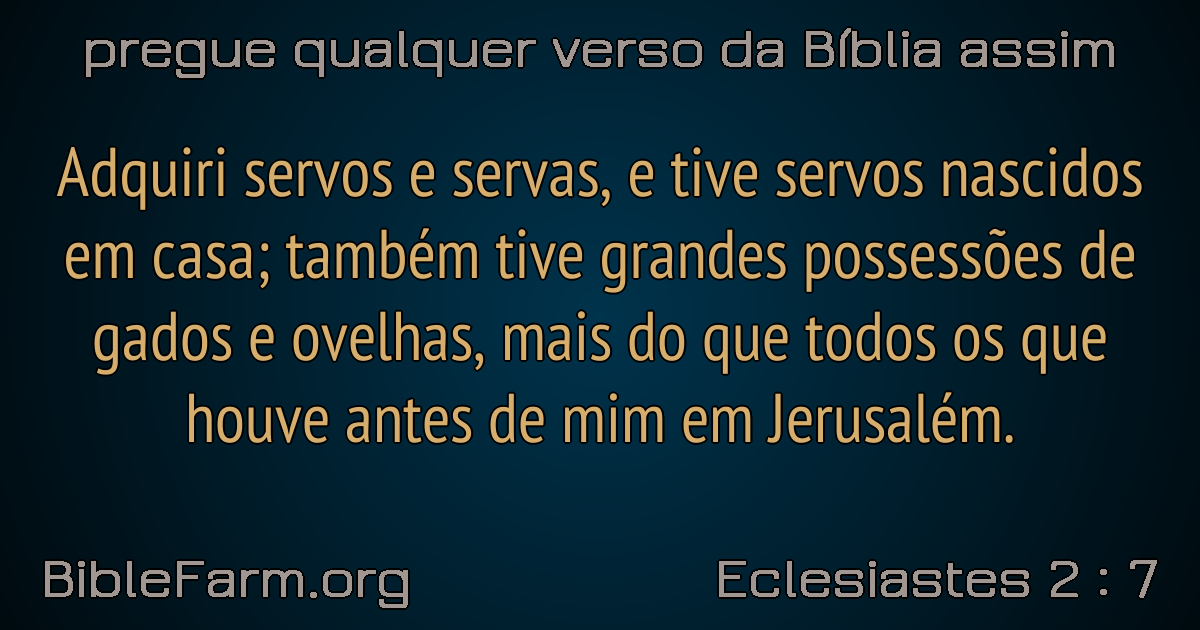 pregue qualquer verso da Bíblia assim
Adquiri servos e servas, e tive servos nascidos
em casa; também tive grandes possessões de
gados e ovelhas, mais do que todos os que
houve antes de mim em Jerusalém.
BibleFarm.org
Eclesiastes 2 : 7